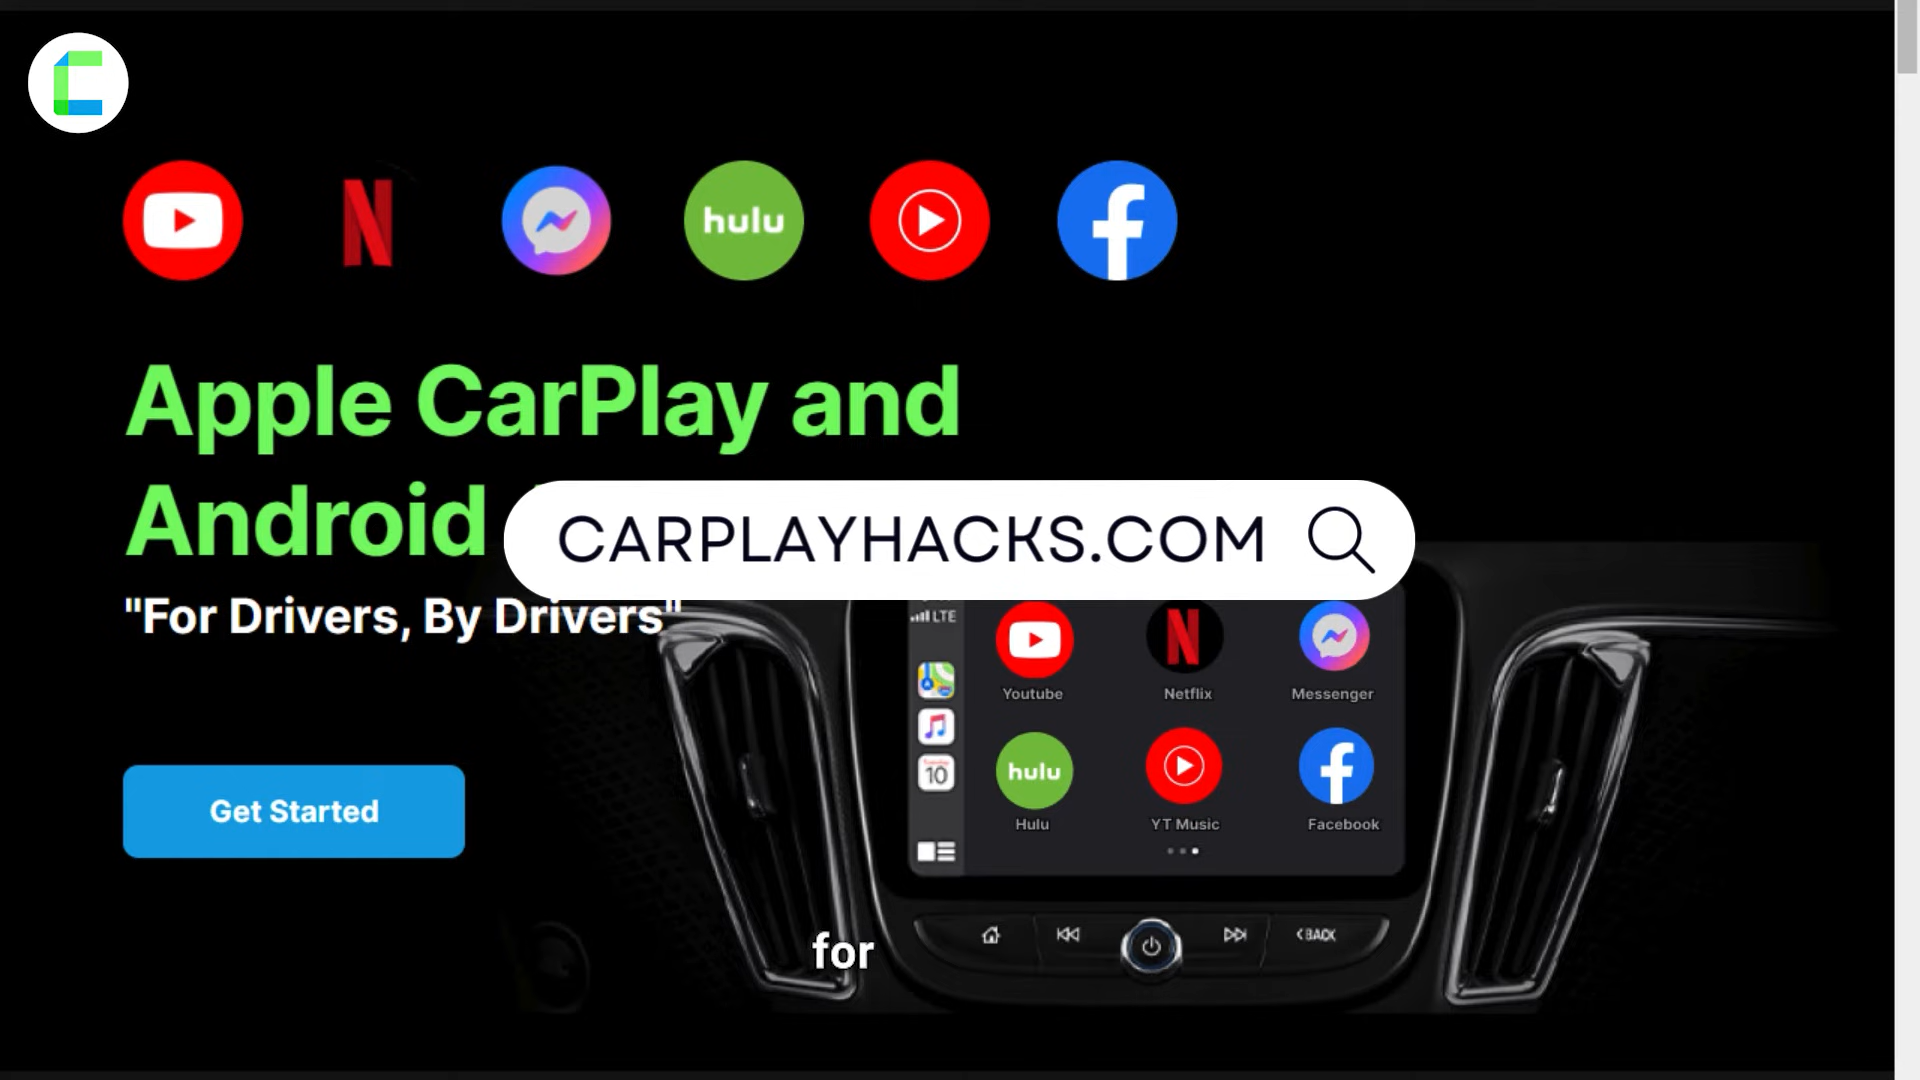 hulu
Apple CarPlay and
Android
CARPLAYHACKS.COM
"For Drivers, By Drivers"
LTE
Youtube
Netflix
Messenger
10
hulu
Hulu
YT Music
Facebook
Get Started
BACK
for